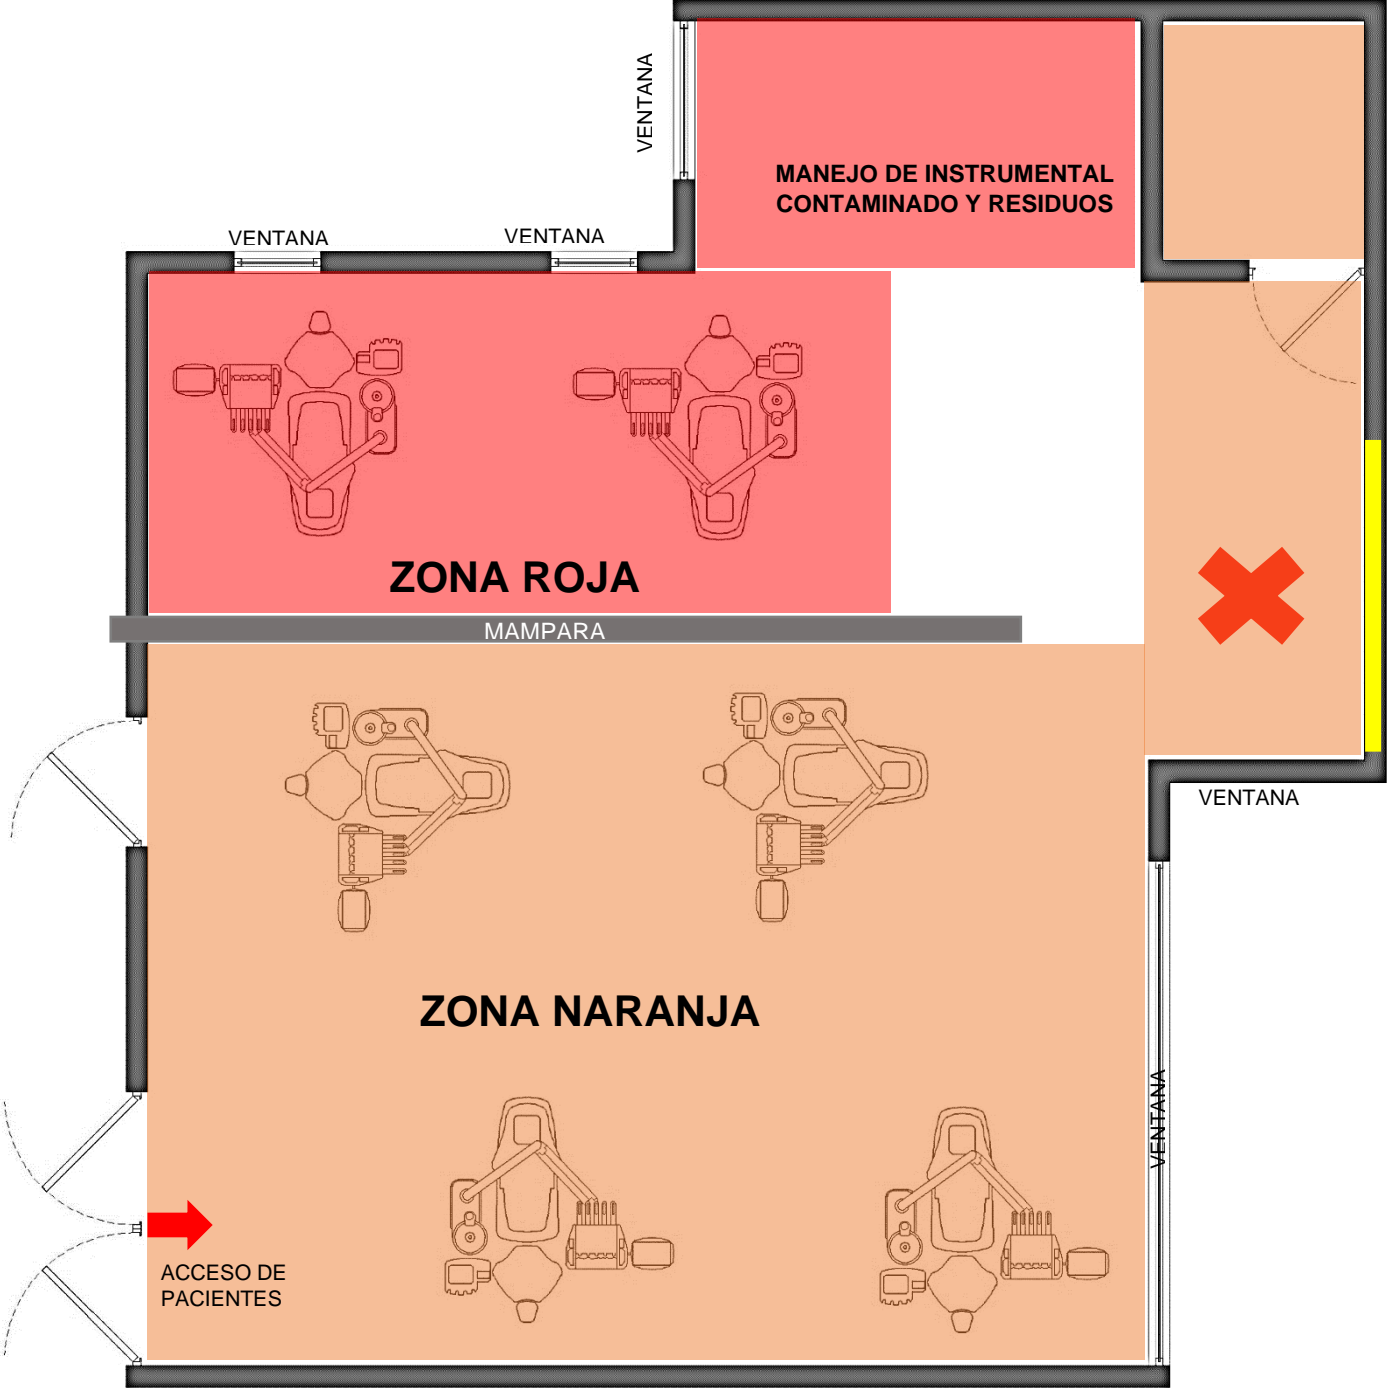 VENTANA
MANEJO DE INSTRUMENTAL
CONTAMINADO Y RESIDUOS
VENTANA
VENTANA
ZONA ROJA
MAMPARA
VENTANA
ZONA NARANJA
VENTANA
ACCESO DE
PACIENTES